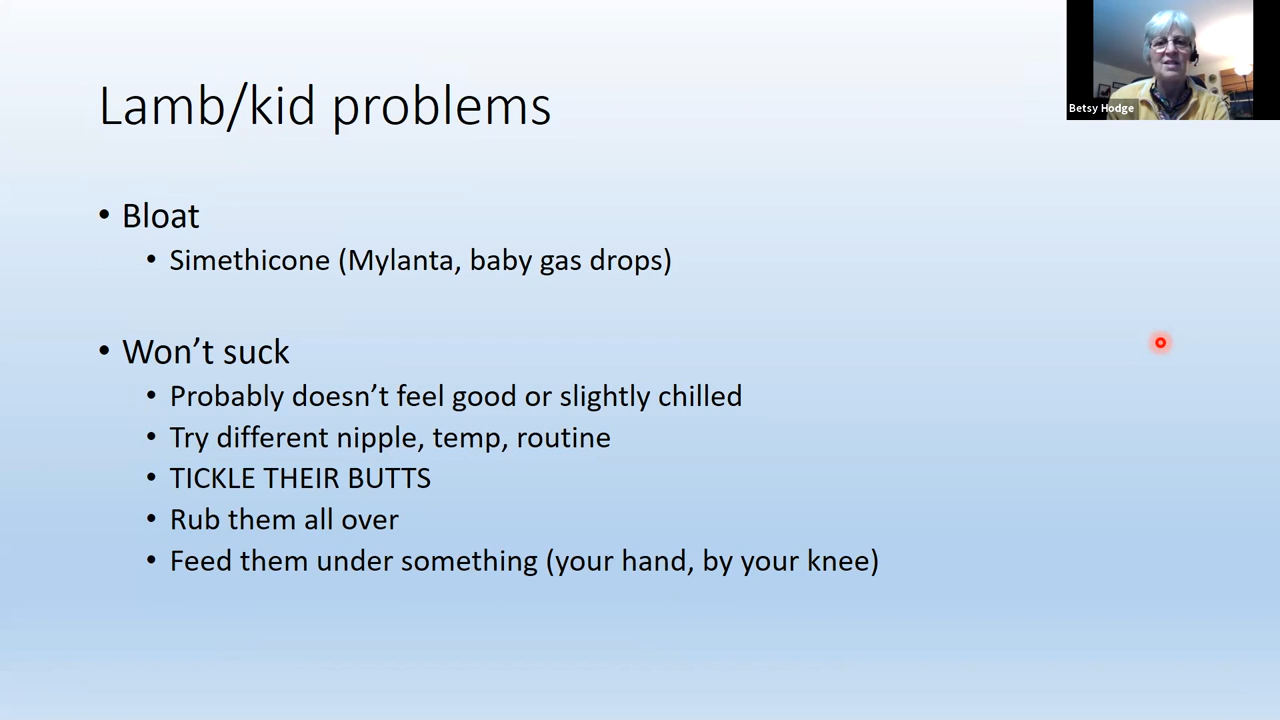 Betsy Hodge
Lamb/kid problems
• Bloat
• Simethicone (Mylanta, baby gas drops)
• Won’t suck
• Probably doesn’t feel good or slightly chilled
• Try different nipple, temp, routine
• TICKLE THEIR BUTTS
• Rub them all over
• Feed them under something (your hand, by your knee)